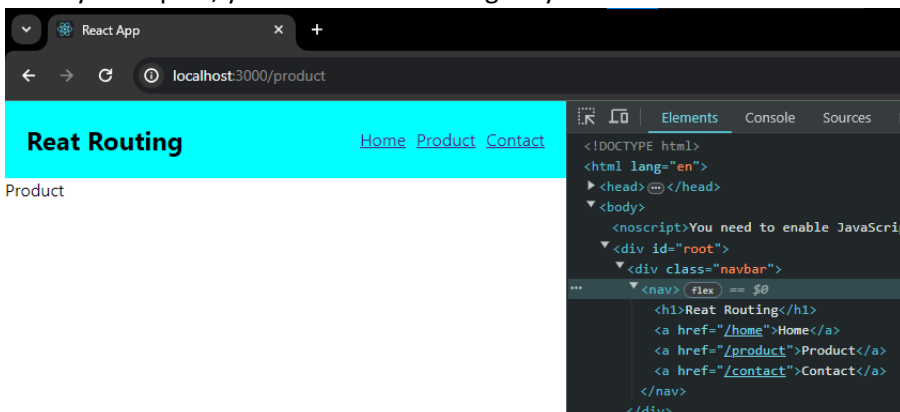 React App
localhost:3000/product
Reat Routing
Home Product Contact
Product
Elements Console Sources
<!DOCTYPE html>
<html lang="en">
<head>…</head>
<body>
<noscript>You need to enable JavaScri
<div id="root">
<div class="navbar">
… <nav> flex == $0
<h1>Reat Routing</h1>
<a href="/home">Home</a>
<a href="/product">Product</a>
<a href="/contact">Contact</a>
</nav>
</div>